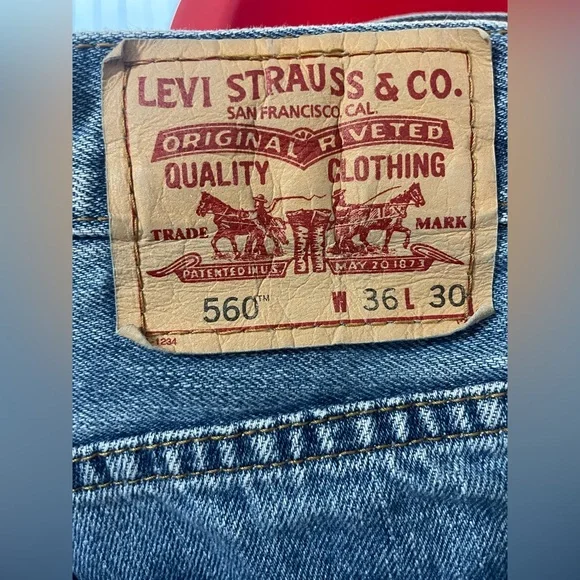 LEVI STRAUSS & CO.
SAN FRANCISCO, CAL.
ORIGINAL RIVETED
QUALITY CLOTHING
TRADE MARK
PATENTED IN U.S. MAY 20 1873
560™ W 36 L 30
1234